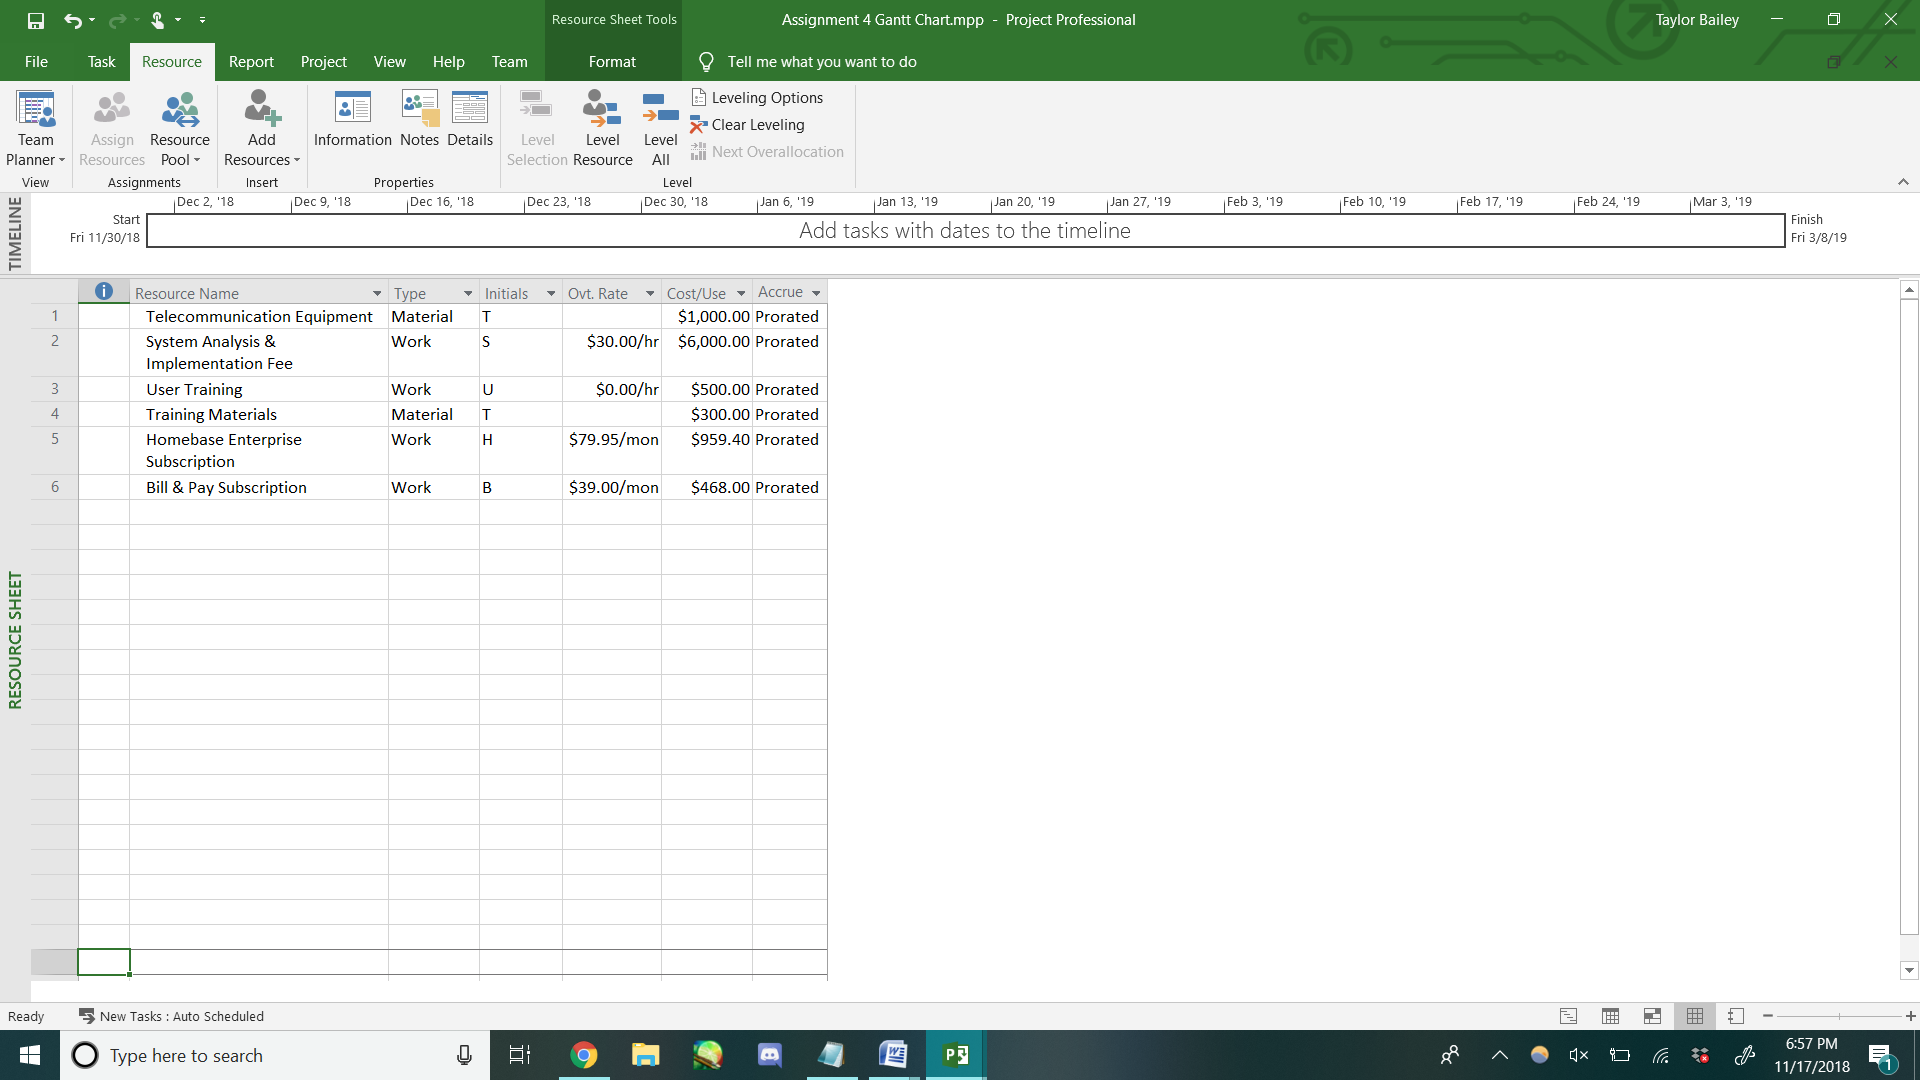 Resource Sheet Tools
Assignment 4 Gantt Chart.mpp - Project Professional
Taylor Bailey
File Task Resource Report Project View Help Team Format Tell me what you want to do
Team Planner
Assign Resources
Resource Pool
Add Resources
Information
Notes
Details
Level Selection
Level Resource
Level All
Leveling Options
Clear Leveling
Next Overallocation
View Assignments Insert Properties Level
TIMELINE
Dec 2, '18 Dec 9, '18 Dec 16, '18 Dec 23, '18 Dec 30, '18 Jan 6, '19 Jan 13, '19 Jan 20, '19 Jan 27, '19 Feb 3, '19 Feb 10, '19 Feb 17, '19 Feb 24, '19 Mar 3, '19
Start
Fri 11/30/18
Add tasks with dates to the timeline
Finish
Fri 3/8/19
Resource Name Type Initials Ovt. Rate Cost/Use Accrue
1 Telecommunication Equipment Material T $1,000.00 Prorated
2 System Analysis & Work S $30.00/hr $6,000.00 Prorated
Implementation Fee
3 User Training Work U $0.00/hr $500.00 Prorated
4 Training Materials Material T $300.00 Prorated
5 Homebase Enterprise Work H $79.95/mon $959.40 Prorated
Subscription
6 Bill & Pay Subscription Work B $39.00/mon $468.00 Prorated
RESOURCE SHEET
Ready New Tasks : Auto Scheduled
Type here to search
6:57 PM
11/17/2018
1